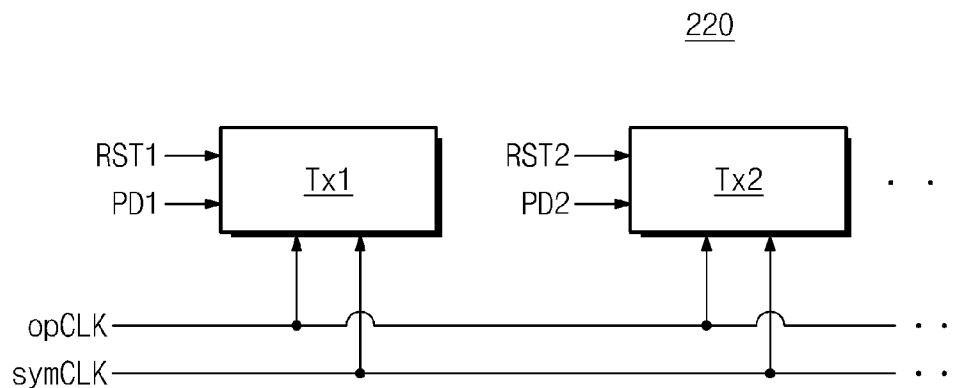 220
RST1
Tx1
PD1
RST2
Tx2
PD2
. .
opCLK
. .
symCLK
. .